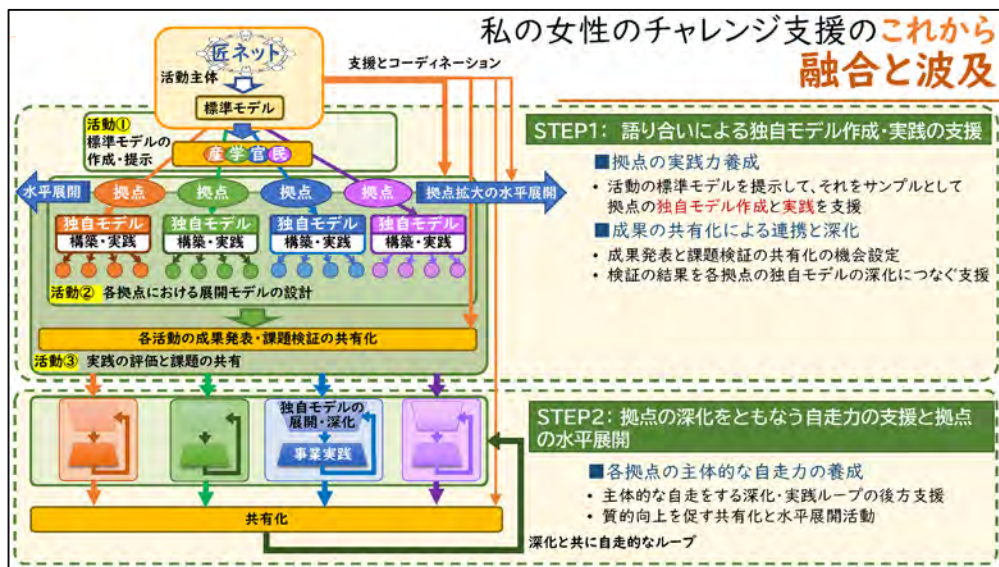 私の女性のチャレンジ支援のこれから
融合と波及
匠ネット
活動主体
標準モデル
支援とコーディネーション
活動①
標準モデルの
作成・提示
産学官民
水平展開
拠点
拠点
拠点
拠点
拠点拡大の水平展開
独自モデル
構築・実践
独自モデル
構築・実践
独自モデル
構築・実践
独自モデル
構築・実践
活動② 各拠点における展開モデルの設計
各活動の成果発表・課題検証の共有化
活動③ 実践の評価と課題の共有
STEP1: 語り合いによる独自モデル作成・実践の支援
■拠点の実践力養成
・ 活動の標準モデルを提示して、それをサンプルとして
拠点の独自モデル作成と実践を支援
■成果の共有化による連携と深化
・ 成果発表と課題検証の共有化の機会設定
・ 検証の結果を各拠点の独自モデルの深化につなぐ支援
独自モデルの
展開・深化
事業実践
共有化
深化と共に自走的なループ
STEP2: 拠点の深化をともなう自走力の支援と拠点
の水平展開
■各拠点の主体的な自走力の養成
・ 主体的な自走をする深化・実践ループの後方支援
・ 質的向上を促す共有化と水平展開活動